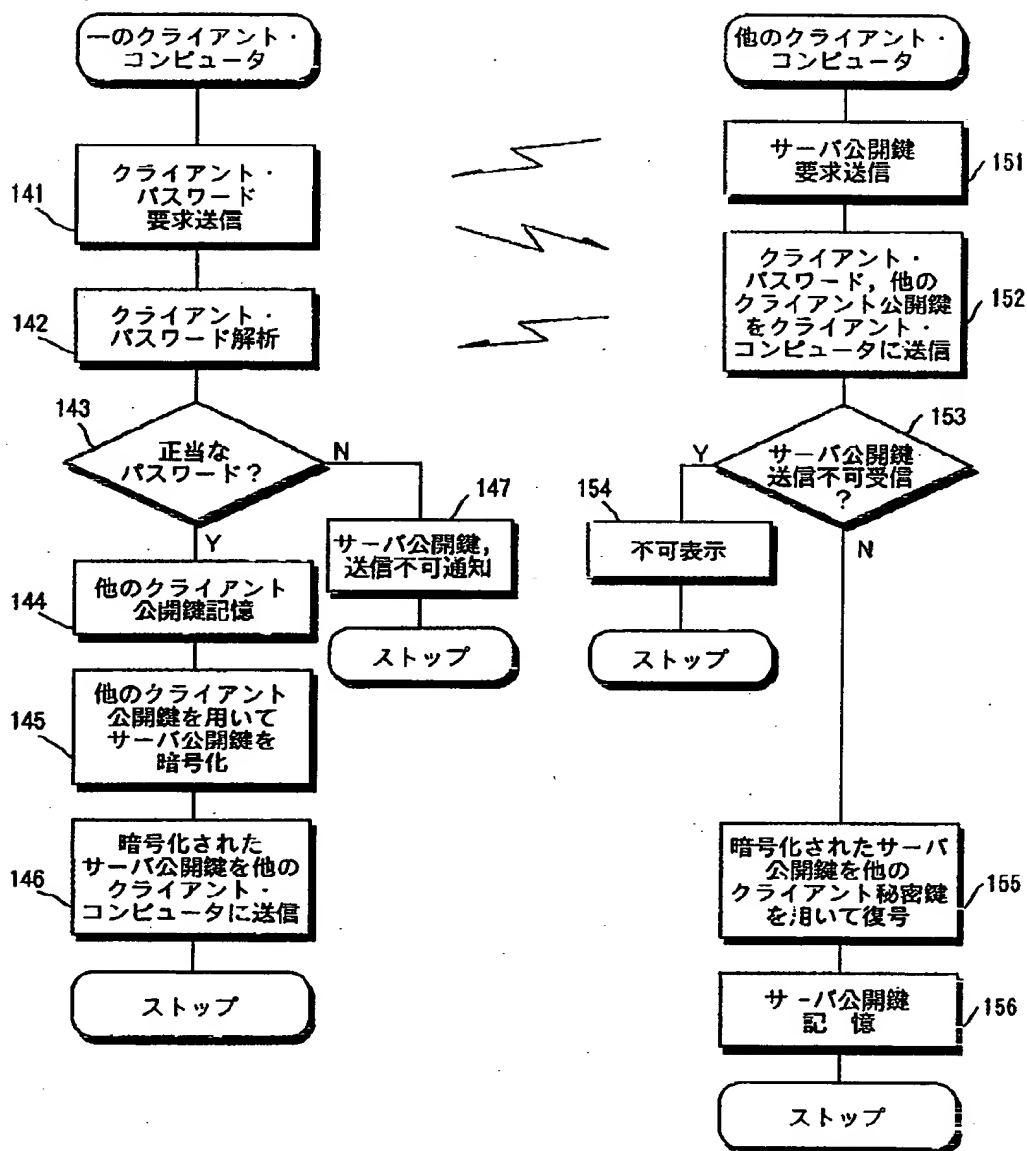 一のクライアント・
コンピュータ
141
クライアント・
パスワード
要求送信
142
クライアント・
パスワード解析
143
正当な
パスワード?
N
Y
147
サーバ公開鍵,
送信不可通知
ストップ
144
他のクライアント
公開鍵記憶
145
他のクライアント
公開鍵を用いて
サーバ公開鍵を
暗号化
146
暗号化された
サーバ公開鍵を他の
クライアント・
コンピュータに送信
ストップ
他のクライアント・
コンピュータ
サーバ公開鍵
要求送信
151
クライアント・
パスワード,他の
クライアント公開鍵
をクライアント・
コンピュータに送信
152
153
サーバ公開鍵
送信不可受信
?
Y
N
154
不可表示
ストップ
暗号化されたサーバ
公開鍵を他の
クライアント秘密鍵
を用いて復号
155
サーバ公開鍵
記 憶
156
ストップ